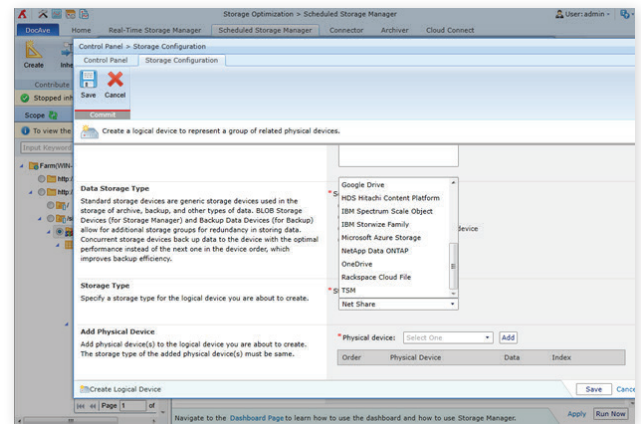 Storage Optimization > Scheduled Storage Manager
User: admin
DocAve Home Real-Time Storage Manager Scheduled Storage Manager Connector Archiver Cloud Connect
Control Panel > Storage Configuration
Control Panel Storage Configuration
Create Inhe
Save Cancel
Contribute
Stopped inh
Commit
Scope
Create a logical device to represent a group of related physical devices.
To view the
Input Keyword
Farm(WIN-
http:/
http:/
Data Storage Type
Standard storage devices are generic storage devices used in the
storage of archive, backup, and other types of data. BLOB Storage
Devices (for Storage Manager) and Backup Data Devices (for Backup)
allow for additional storage groups for redundancy in storing data.
Concurrent storage devices back up data to the device with the optimal
performance instead of the next one in the device order, which
improves backup efficiency.
Google Drive
HDS Hitachi Content Platform
IBM Spectrum Scale Object
IBM Storwize Family
Microsoft Azure Storage
NetApp Data ONTAP
OneDrive
Rackspace Cloud File
TSM
device
Storage Type
Specify a storage type for the logical device you are about to create.
* S
Net Share
Add Physical Device
Add physical device(s) to the logical device you are about to create.
The storage type of the added physical device(s) must be same.
* Physical device: Select One Add
Order Physical Device Data Index
Create Logical Device
Save Cance
Page 1 of
Navigate to the Dashboard Page to learn how to use the dashboard and how to use Storage Manager.
Apply Run Now